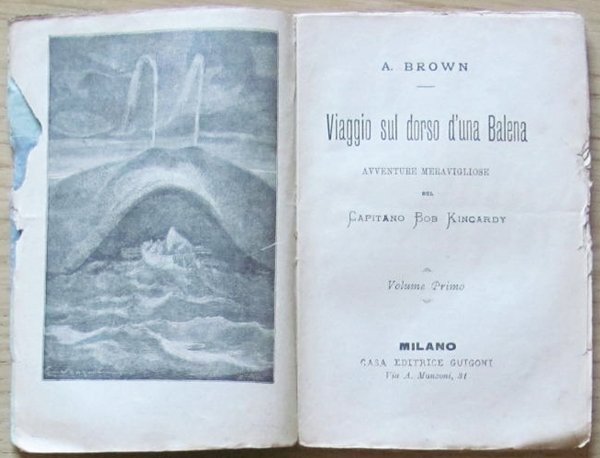 A. BROWN
Viaggio sul dorso d'una Balena
AVVENTURE MERAVIGLIOSE
DEL
CAPITANO BOB KINCARDY
Volume Primo
MILANO
CASA EDITRICE GUIGONI
Via A. Manzoni, 31